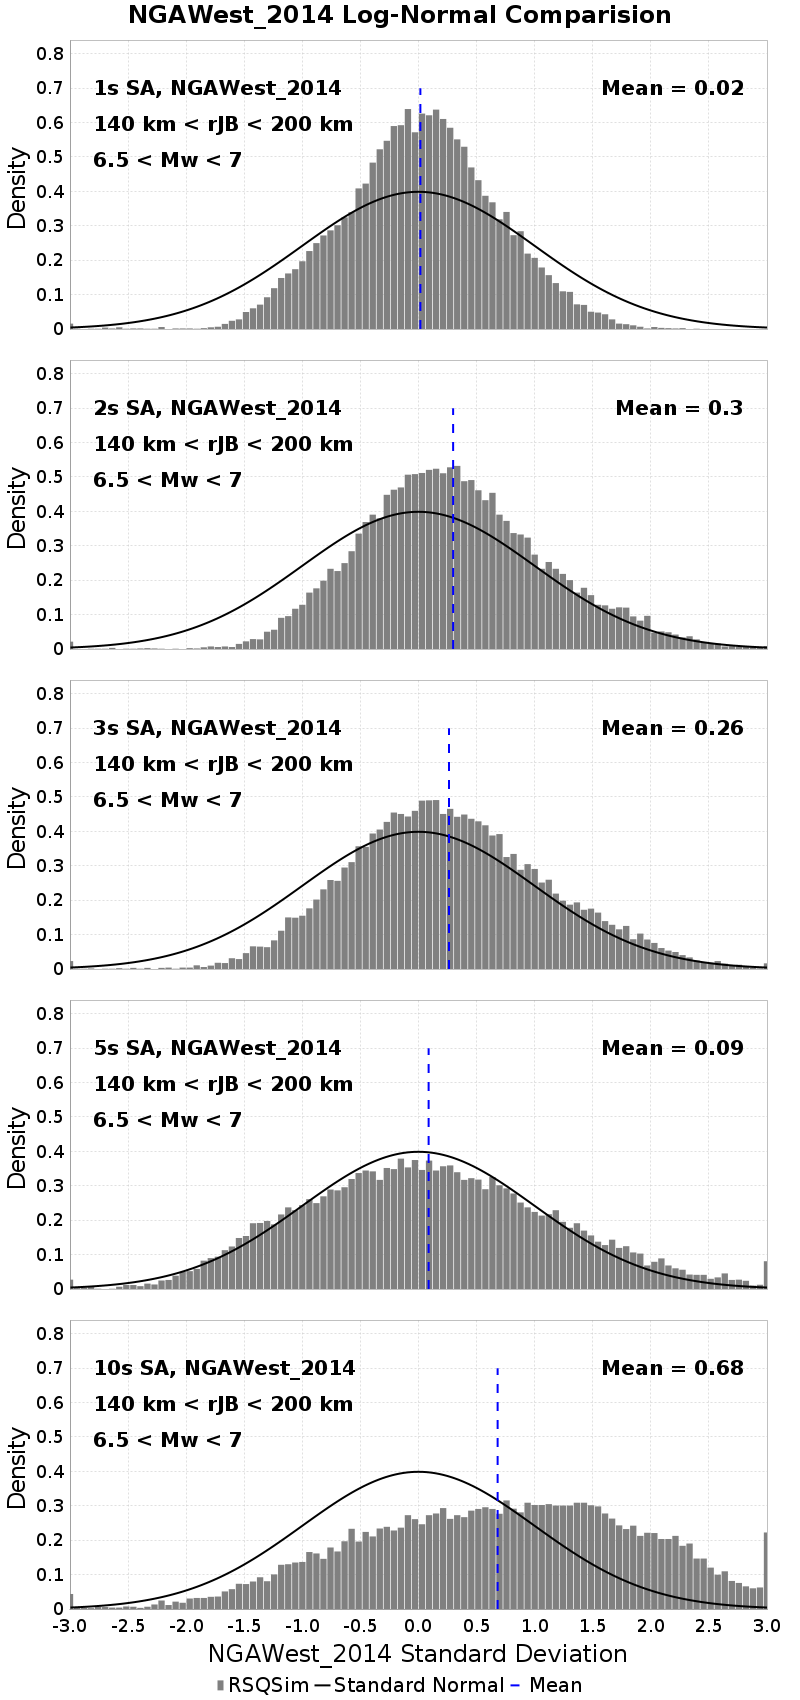 NGAWest_2014 Log-Normal Comparision
0.8
0.7
0.6
0.5
0.4
0.3
0.2
0.1
0
Density
1s SA, NGAWest_2014
Mean = 0.02
140 km < rJB < 200 km
6.5 < Mw < 7
0.8
0.7
0.6
0.5
0.4
0.3
0.2
0.1
0
Density
2s SA, NGAWest_2014
Mean = 0.3
140 km < rJB < 200 km
6.5 < Mw < 7
0.8
0.7
0.6
0.5
0.4
0.3
0.2
0.1
0
Density
3s SA, NGAWest_2014
Mean = 0.26
140 km < rJB < 200 km
6.5 < Mw < 7
0.8
0.7
0.6
0.5
0.4
0.3
0.2
0.1
0
Density
5s SA, NGAWest_2014
Mean = 0.09
140 km < rJB < 200 km
6.5 < Mw < 7
0.8
0.7
0.6
0.5
0.4
0.3
0.2
0.1
0
Density
10s SA, NGAWest_2014
Mean = 0.68
140 km < rJB < 200 km
6.5 < Mw < 7
-3.0 -2.5 -2.0 -1.5 -1.0 -0.5 0.0 0.5 1.0 1.5 2.0 2.5 3.0
NGAWest_2014 Standard Deviation
RSQSim Standard Normal Mean